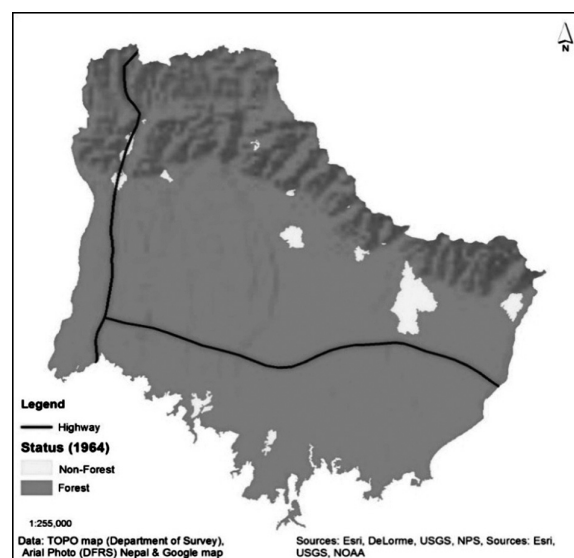 N
Legend
Highway
Status (1964)
Non-Forest
Forest
1:255,000
Data: TOPO map (Department of Survey),
Arial Photo (DFRS) Nepal & Google map
Sources: Esri, DeLorme, USGS, NPS, Sources: Esri,
USGS, NOAA